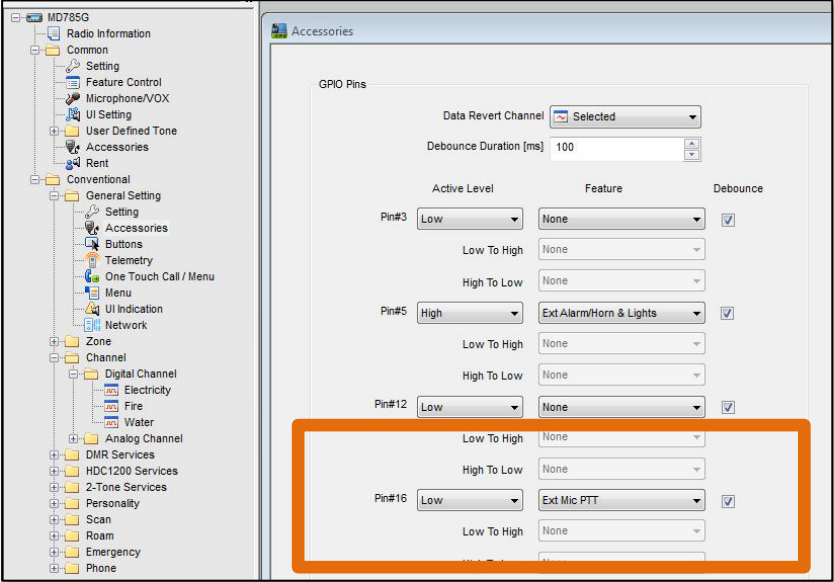 MD785G
Radio Information
Common
Setting
Feature Control
Microphone/VOX
UI Setting
User Defined Tone
Accessories
Rent
Conventional
General Setting
Setting
Accessories
Buttons
Telemetry
One Touch Call / Menu
Menu
UI Indication
Network
Zone
Channel
Digital Channel
Electricity
Fire
Water
Analog Channel
DMR Services
HDC1200 Services
2-Tone Services
Personality
Scan
Roam
Emergency
Phone
Accessories
GPIO Pins
Data Revert Channel Selected
Debounce Duration [ms] 100
Active Level Feature Debounce
Pin#3 Low None
Low To High None
High To Low None
Pin#5 High Ext Alarm/Horn & Lights
Low To High None
High To Low None
Pin#12 Low None
Low To High None
High To Low None
Pin#16 Low Ext Mic PTT
Low To High None